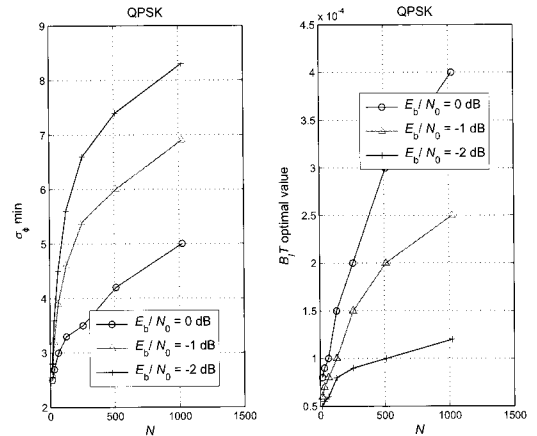 QPSK
9
8
7
6
5
4
3
2
0
500
1000
1500
σ_ϕ min
N
E_b/ N_0 = 0 dB
E_b/ N_0 = -1 dB
E_b/ N_0 = -2 dB
QPSK
4.5 x 10^-4
4
3.5
3
2.5
2
1.5
1
0.5
0
500
1000
1500
B_lT optimal value
N
E_b/ N_0 = 0 dB
E_b/ N_0 = -1 dB
E_b/ N_0 = -2 dB